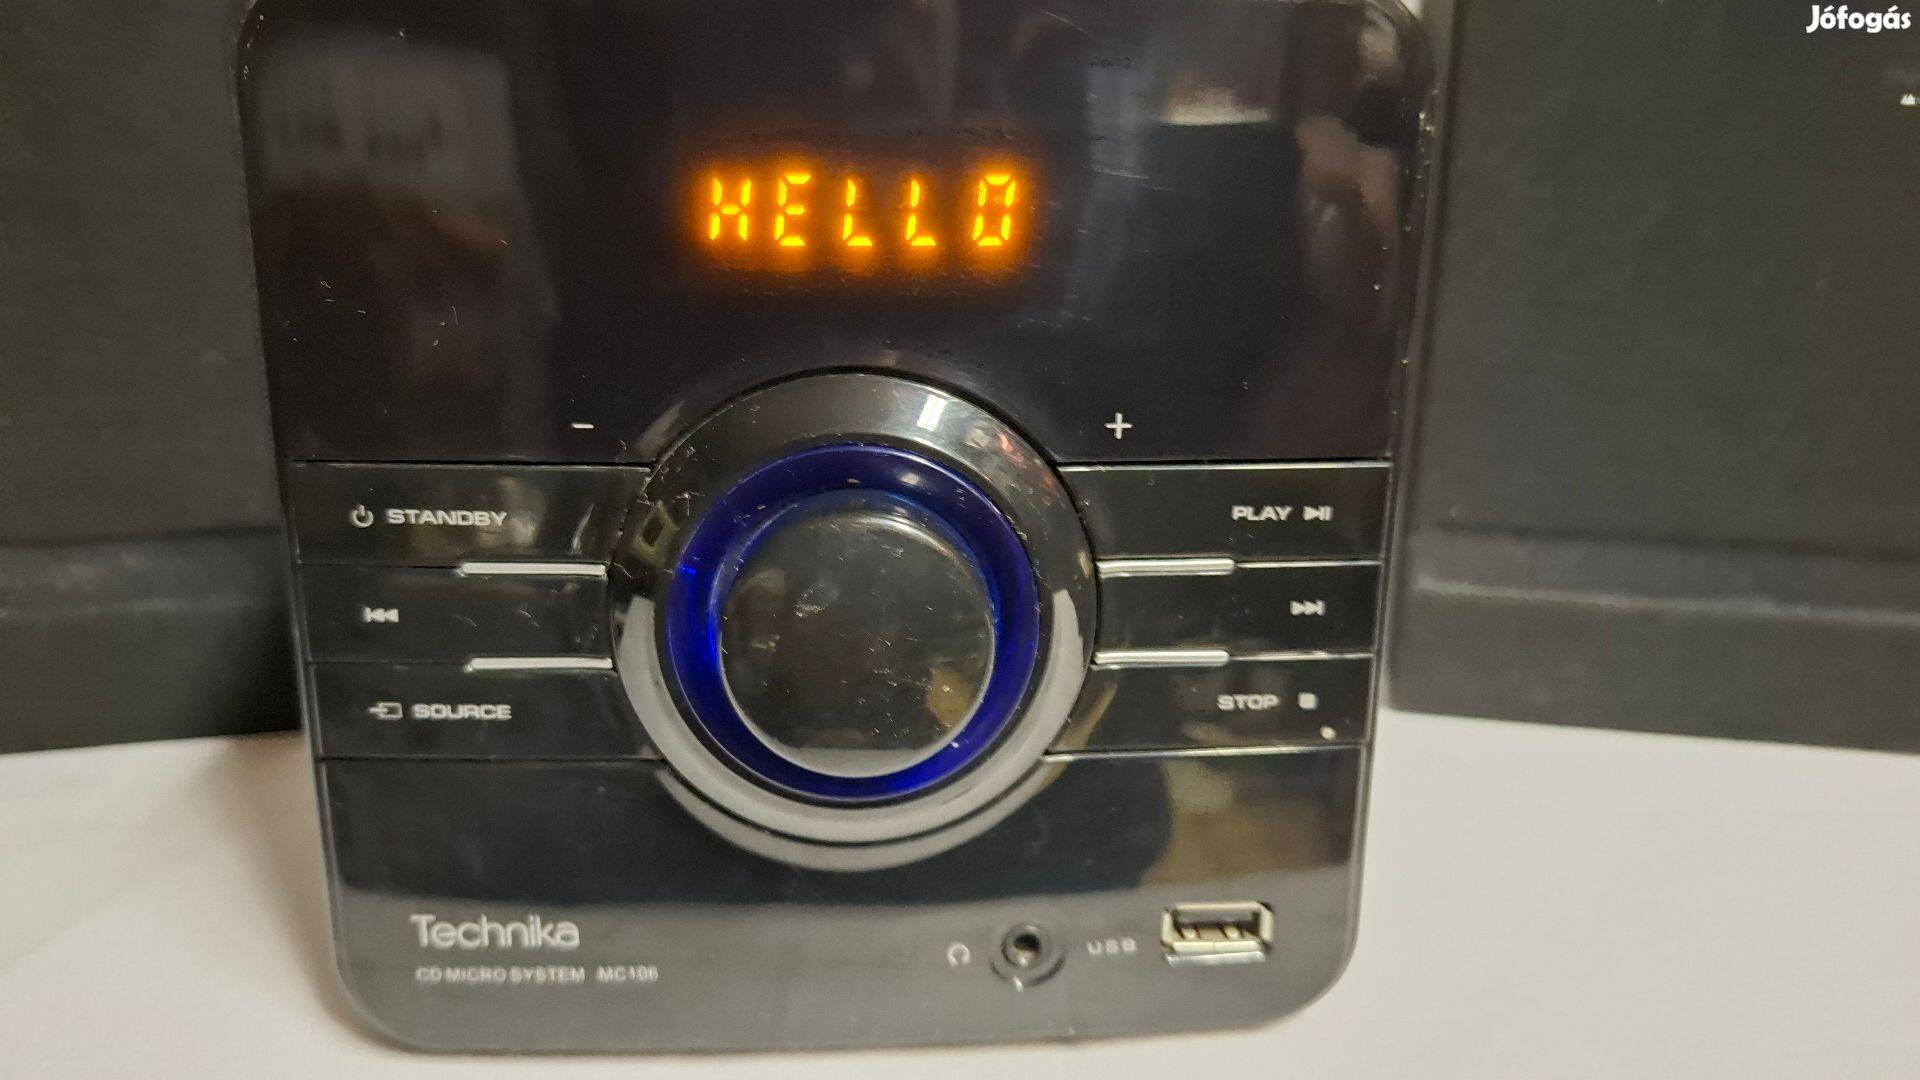 Jófogás
HELLO
- +
STANDBY
PLAY
SOURCE
STOP
Technika
USB
CD MICRO SYSTEM MC106